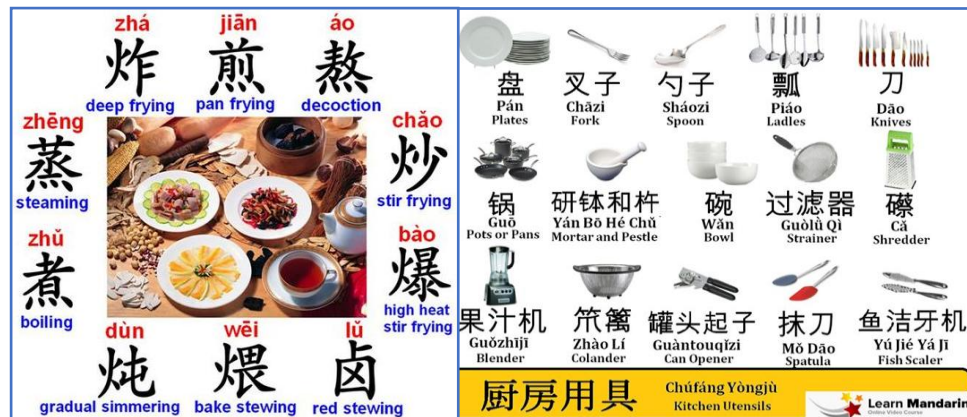 zhá jiān áo
炸 煎 熬
deep frying pan frying decoction
zhēng
蒸
steaming
chǎo
炒
stir frying
zhǔ
煮
boiling
bào
爆
high heat
stir frying
dùn wēi lǔ
炖 煨 卤
gradual simmering bake stewing red stewing
盘 叉子 勺子 瓢 刀
Pán Chāzi Sháozi Piáo Dāo
Plates Fork Spoon Ladles Knives
锅 研钵和杵 碗 过滤器 礤
Guō Yán Bō Hé Chǔ Wǎn Guòlǜ Qì Cǎ
Pots or Pans Mortar and Pestle Bowl Strainer Shredder
果汁机 笊篱 罐头起子 抹刀 鱼洁牙机
Guǒzhījī Zhào Lí Guàntouqǐzi Mǒ Dāo Yú Jié Yá Jī
Blender Colander Can Opener Spatula Fish Scaler
厨房用具 Chúfáng Yòngjù
Kitchen Utensils
Learn Mandarin
Online Video Course